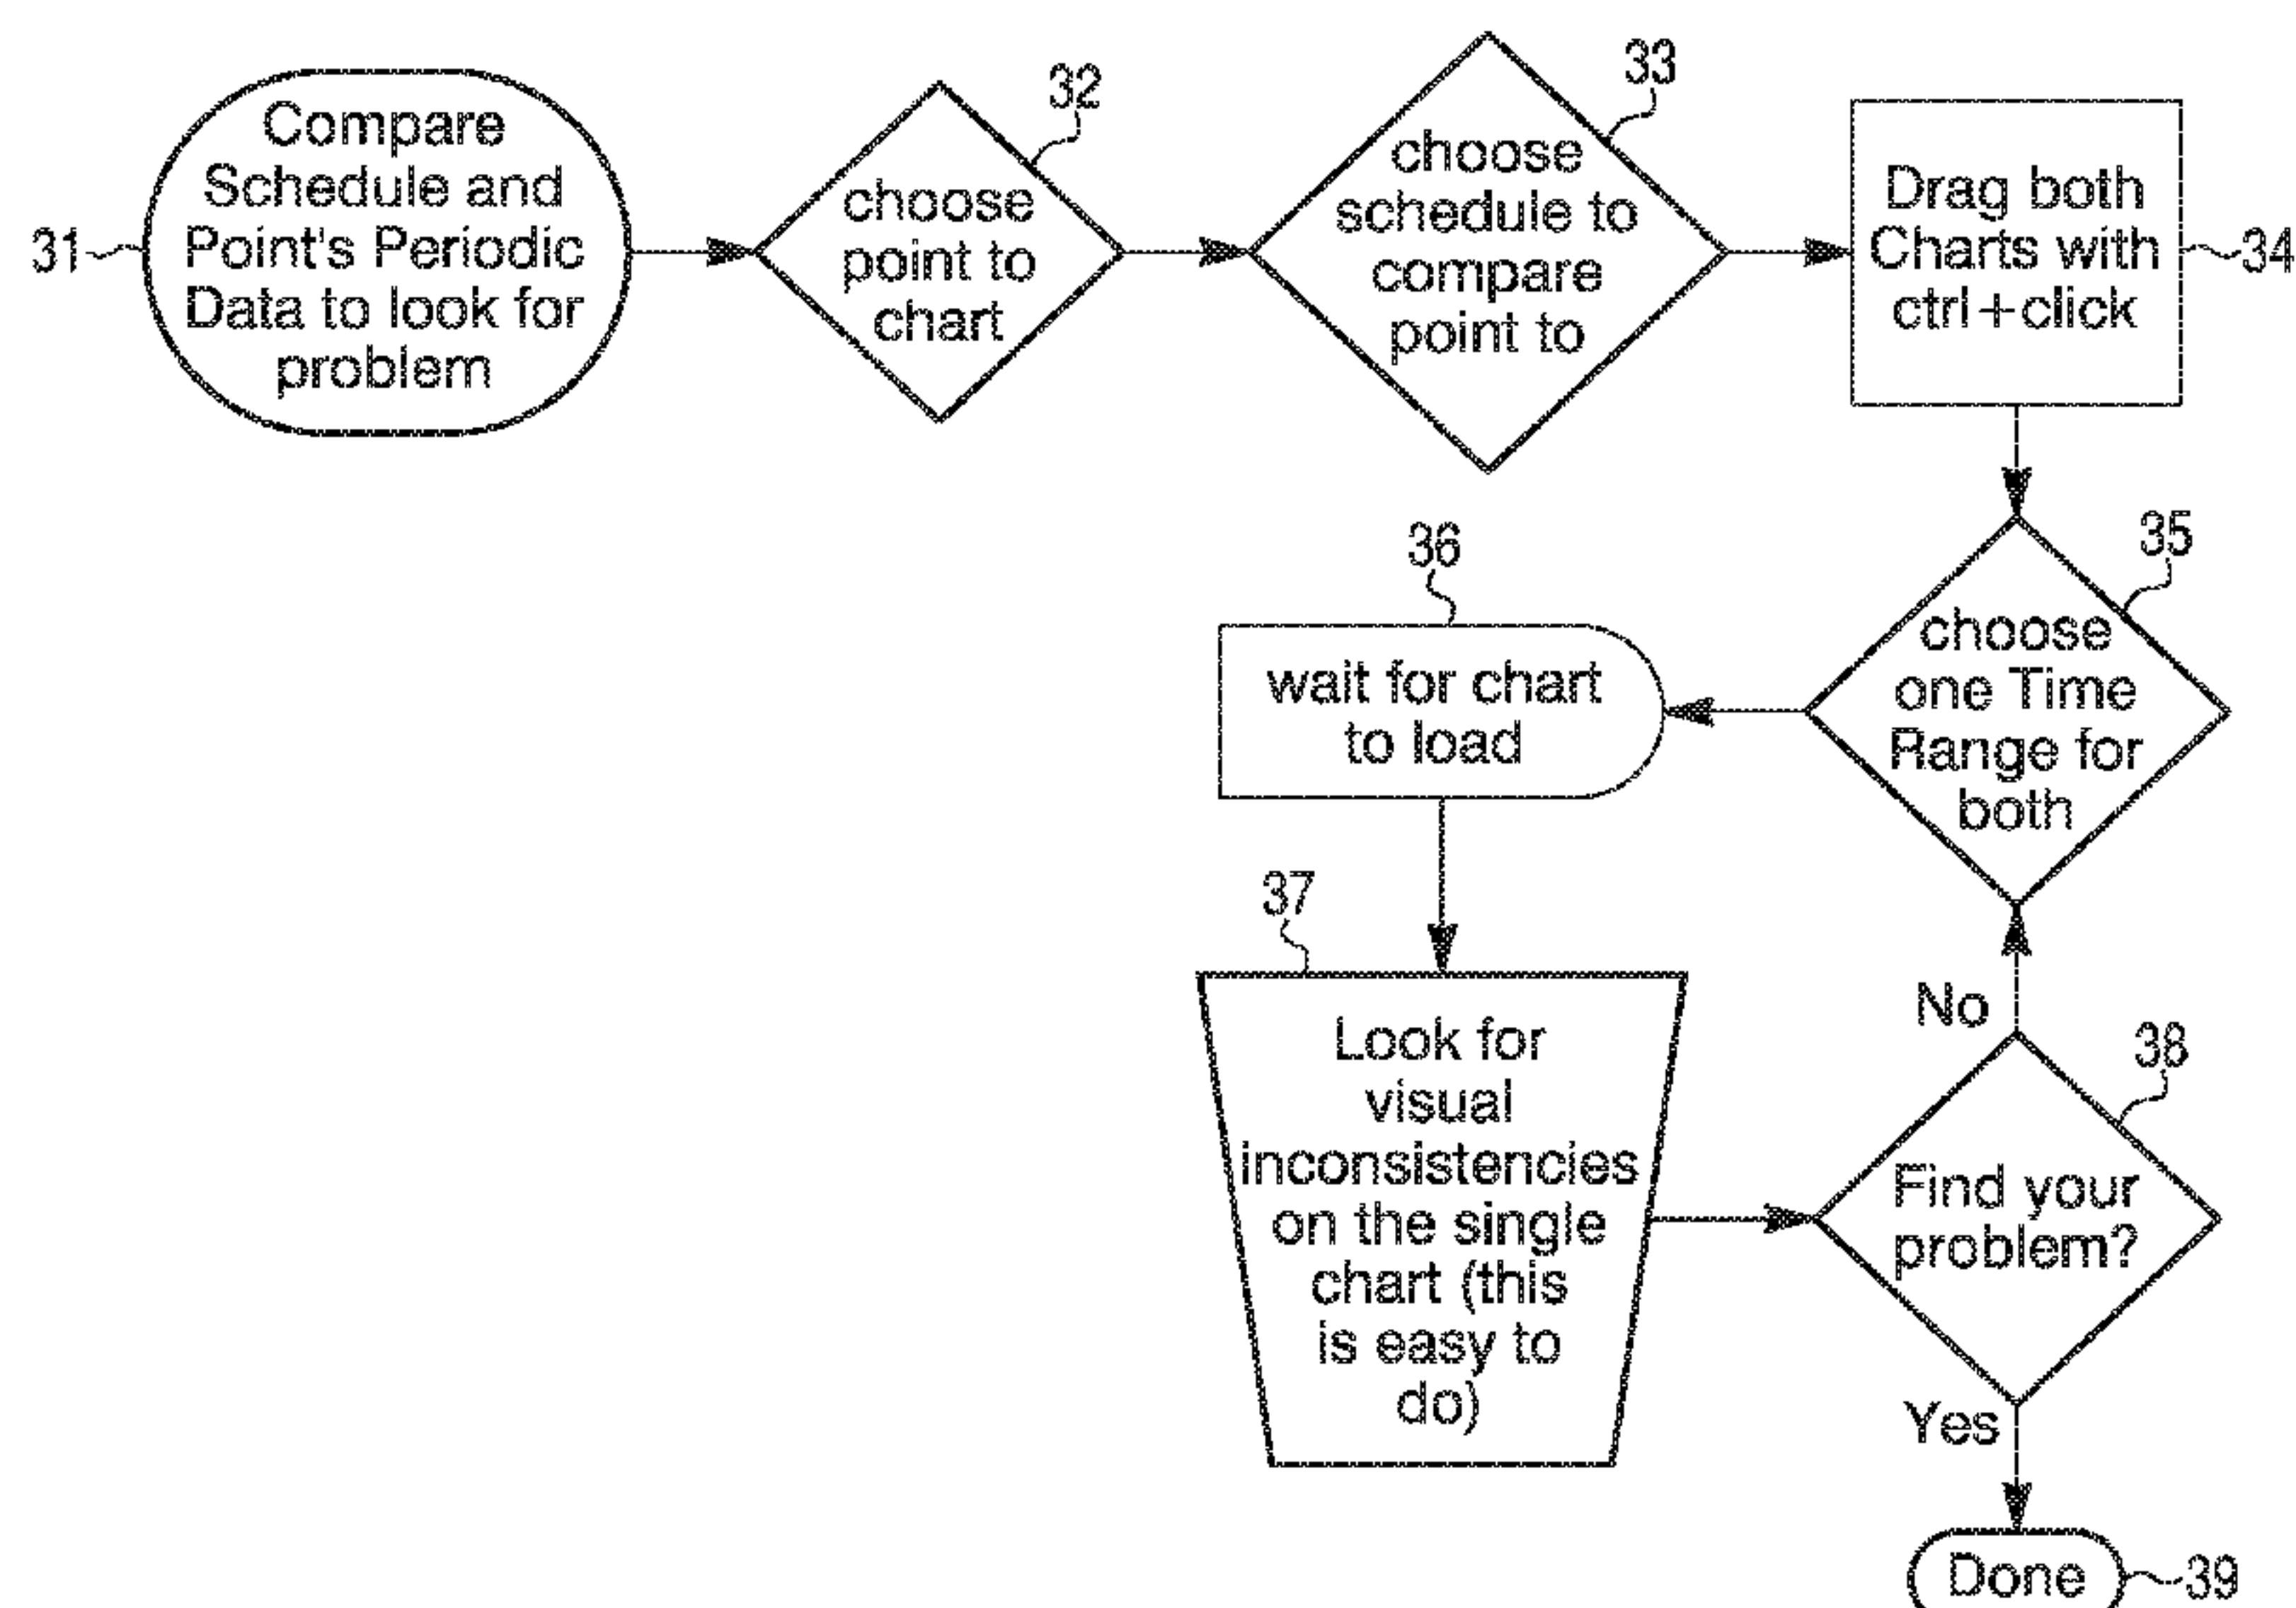 31
Compare
Schedule and
Point's Periodic
Data to look for
problem
32
choose
point to
chart
33
choose
schedule to
compare
point to
Drag both
Charts with
ctrl+click
34
35
choose
one Time
Range for
both
36
wait for chart
to load
37
Look for
visual
inconsistencies
on the single
chart (this
is easy to
do)
No
38
Find your
problem?
Yes
Done
39